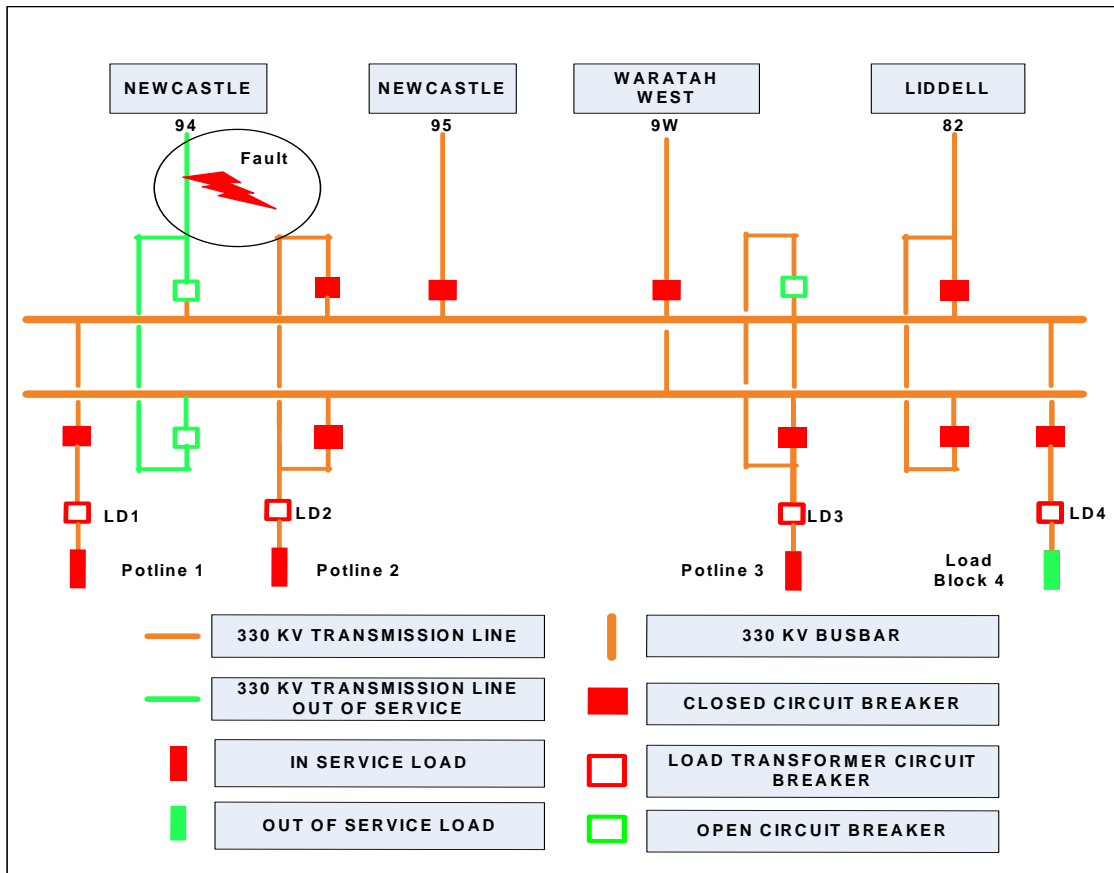 NEWCASTLE
NEWCASTLE
WARATAH
WEST
LIDDELL
94
95
9W
82
Fault
LD1
LD2
LD3
LD4
Potline 1
Potline 2
Potline 3
Load
Block 4
330 KV TRANSMISSION LINE
330 KV BUSBAR
330 KV TRANSMISSION LINE
OUT OF SERVICE
CLOSED CIRCUIT BREAKER
IN SERVICE LOAD
LOAD TRANSFORMER CIRCUIT
BREAKER
OUT OF SERVICE LOAD
OPEN CIRCUIT BREAKER